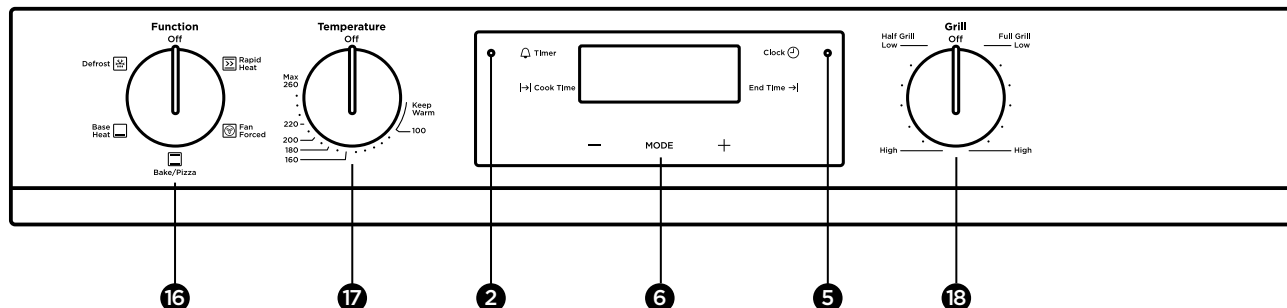 Function
Off
Defrost
Rapid
Heat
Base
Heat
Fan
Forced
Bake/Pizza
Temperature
Off
Max
260
220
200
180
160
Keep
Warm
100
Timer
Clock
Cook Time
End Time
— MODE +
Grill
Off
Half Grill
Low
Full Grill
Low
High
High
16
17
2
6
5
18